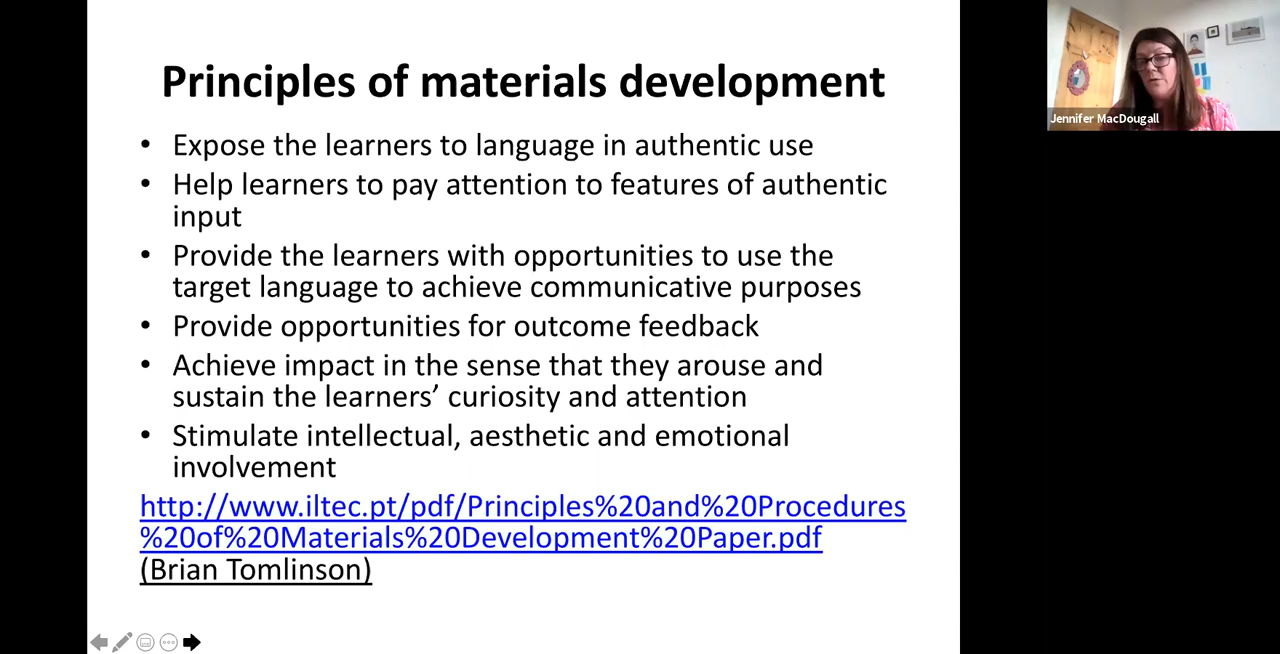 Principles of materials development
• Expose the learners to language in authentic use
• Help learners to pay attention to features of authentic
input
• Provide the learners with opportunities to use the
target language to achieve communicative purposes
• Provide opportunities for outcome feedback
• Achieve impact in the sense that they arouse and
sustain the learners’ curiosity and attention
• Stimulate intellectual, aesthetic and emotional
involvement
http://www.iltec.pt/pdf/Principles%20and%20Procedures
%20of%20Materials%20Development%20Paper.pdf
(Brian Tomlinson)
Jennifer MacDougall